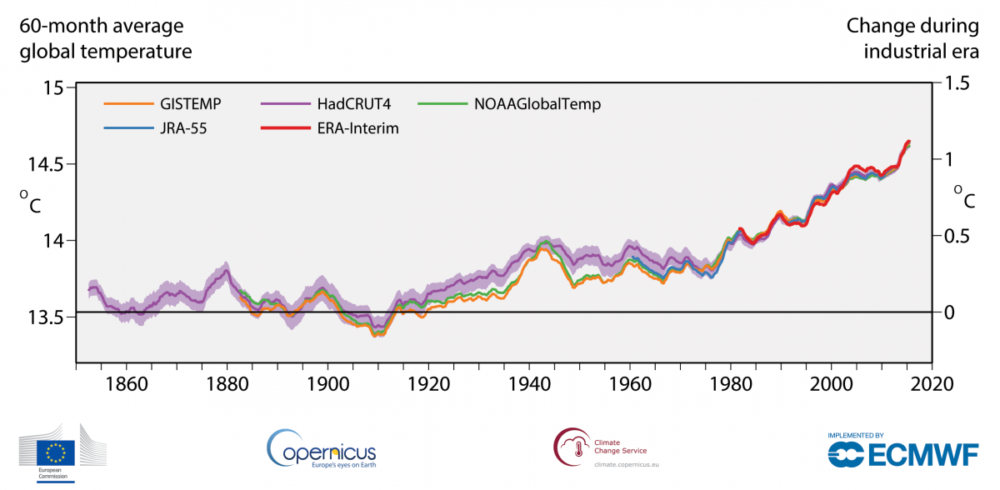 60-month average
global temperature
Change during
industrial era
15
14.5
14
13.5
°C
GISTEMP
HadCRUT4
NOAAGlobalTemp
JRA-55
ERA-Interim
1.5
1
0.5
0
°C
1860
1880
1900
1920
1940
1960
1980
2000
2020
European
Commission
opernicus
Europe's eyes on Earth
Climate
Change Service
climate.copernicus.eu
IMPLEMENTED BY
ECMWF